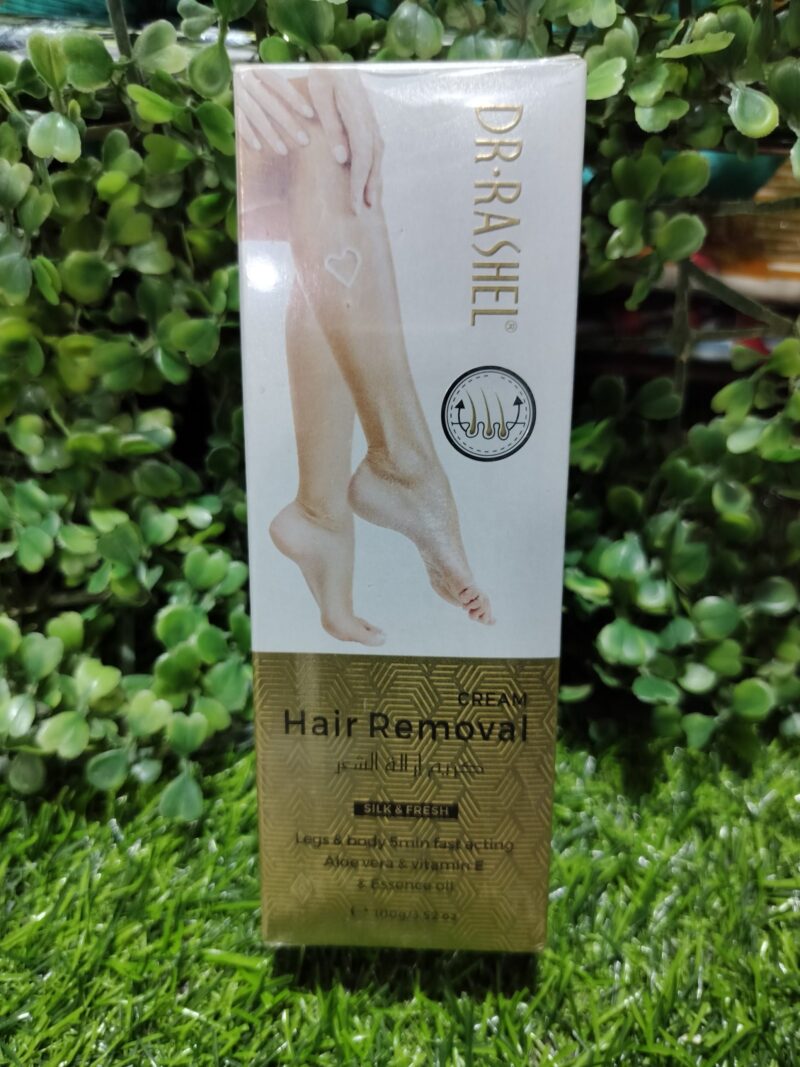 DR·RASHEL®
CREAM
Hair Removal
كريم ازالة الشعر
SILK & FRESH
Legs & body 5min fast acting
Aloe vera & vitamin E
& Essence oil
100g/3.52 oz